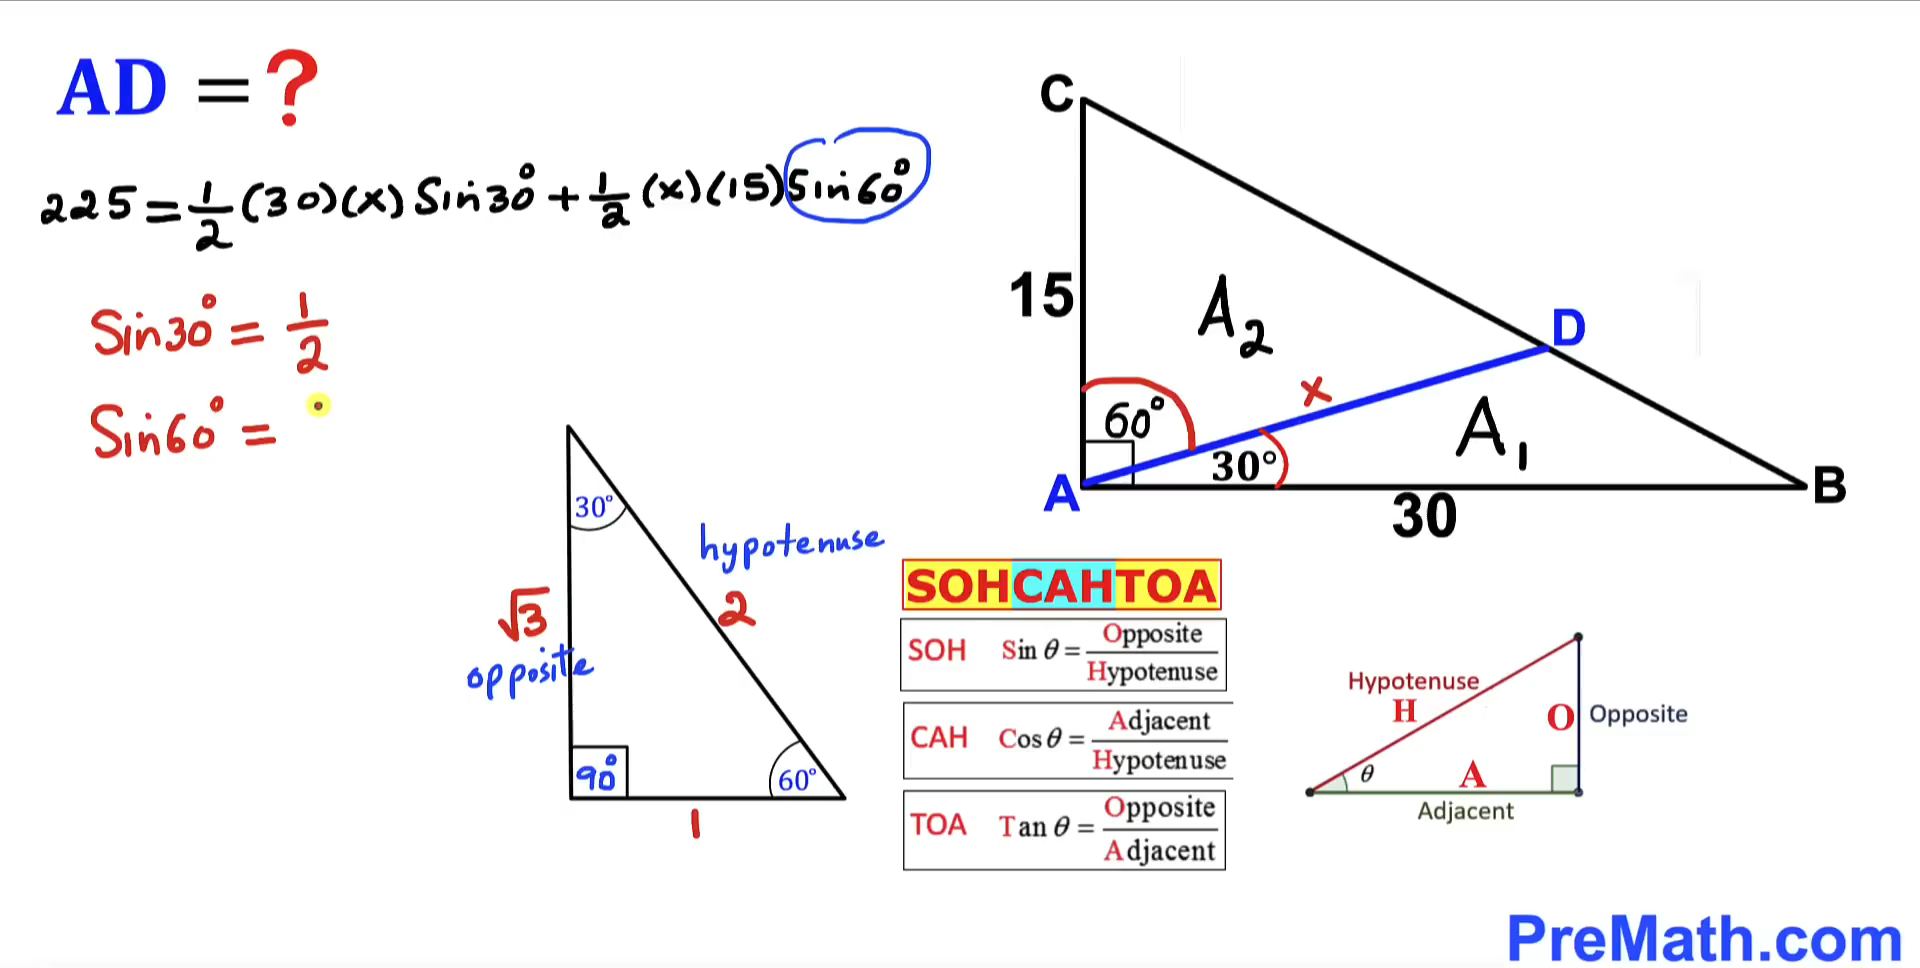 AD = ?
225 = 1/2 (30)(x) Sin30° + 1/2 (x)(15) Sin60°
Sin30° = 1/2
Sin60° =
C
15
A₂
D
x
60°
30°
A₁
A
B
30
30°
hypotenuse
2
√3
opposite
90°
60°
1
SOHCAHTOA
SOH Sin θ = Opposite/Hypotenuse
CAH Cos θ = Adjacent/Hypotenuse
TOA Tan θ = Opposite/Adjacent
Hypotenuse
H
O Opposite
θ
A
Adjacent
PreMath.com